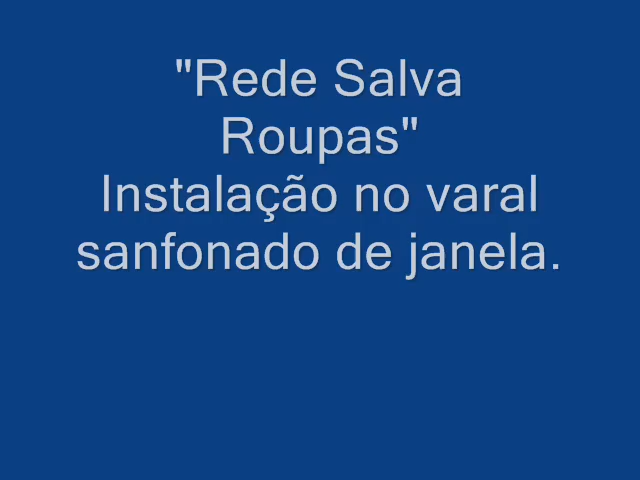 "Rede Salva
Roupas"
Instalação no varal
sanfonado de janela.